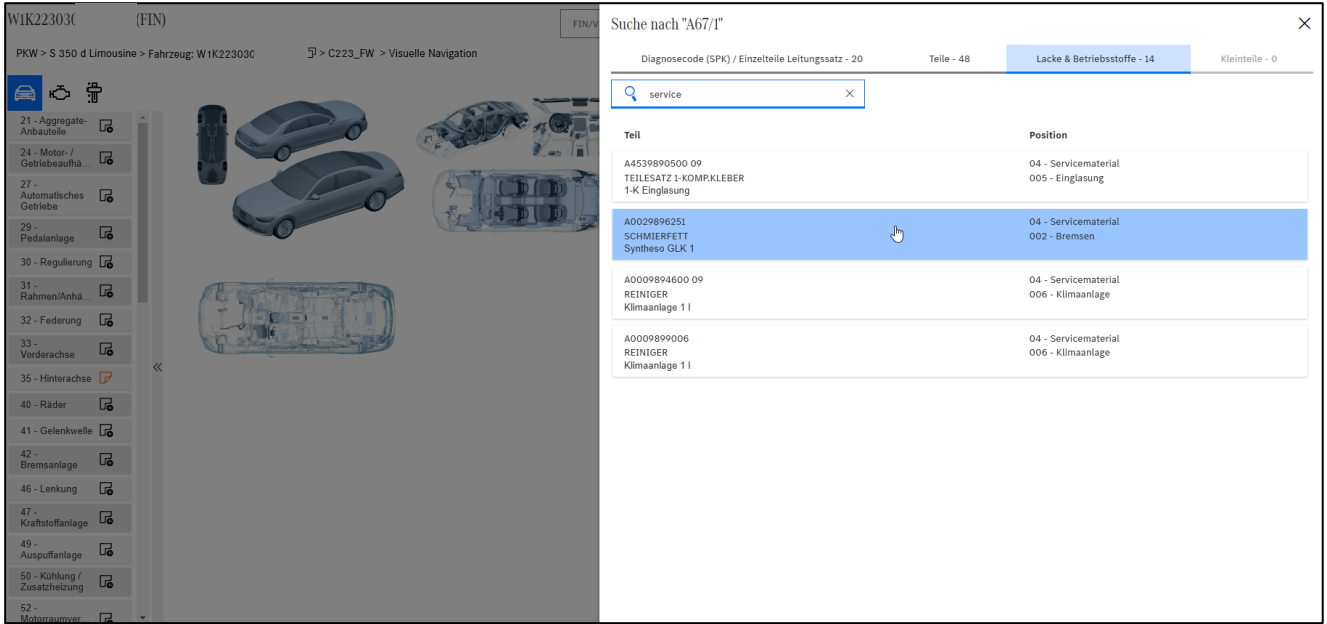 W1K22303( (FIN)
FIN/V
PKW > S 350 d Limousine > Fahrzeug: W1K22303( > C223_FW > Visuelle Navigation
21 - Aggregate-
Anbauteile
24 - Motor- /
Getriebeaufhä...
27 -
Automatisches
Getriebe
29 -
Pedalanlage
30 - Regulierung
31 -
Rahmen/Anhä...
32 - Federung
33 -
Vorderachse
35 - Hinterachse
40 - Räder
41 - Gelenkwelle
42 -
Bremsanlage
46 - Lenkung
47 -
Kraftstoffanlage
49 -
Auspuffanlage
50 - Kühlung /
Zusatzheizung
52 -
Motorraumver...
Suche nach "A67/1"
Diagnosecode (SPK) / Einzelteile Leitungssatz - 20
Teile - 48
Lacke & Betriebsstoffe - 14
Kleinteile - 0
service
Teil Position
A4539890500 09 04 - Servicematerial
TEILESATZ 1-KOMP.KLEBER 005 - Einglasung
1-K Einglasung
A0029896251 04 - Servicematerial
SCHMIERFETT 002 - Bremsen
Syntheso GLK 1
A0009894600 09 04 - Servicematerial
REINIGER 006 - Klimaanlage
Klimaanlage 1 l
A0009899006 04 - Servicematerial
REINIGER 006 - Klimaanlage
Klimaanlage 1 l